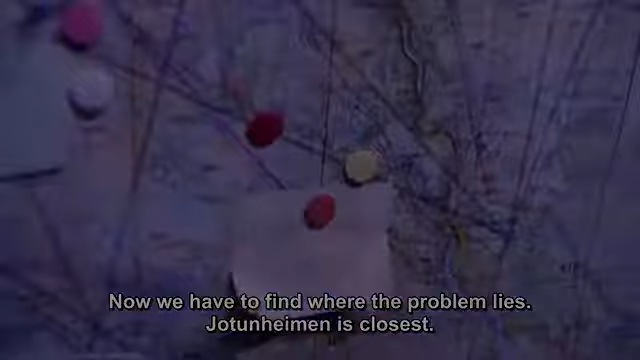 Now we have to find where the problem lies.
Jotunheimen is closest.